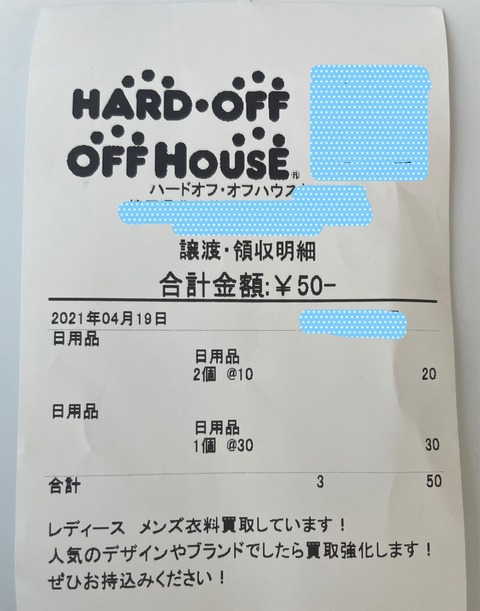 HARD・OFF
OFF HOUSE®
ハードオフ・オフハウス
譲渡・領収明細
合計金額:¥50-
2021年04月19日
日用品
日用品
2個 @10 20
日用品
日用品
1個 @30 30
合計 3 50
レディース メンズ衣料買取しています！
人気のデザインやブランドでしたら買取強化します！
ぜひお持込みください！